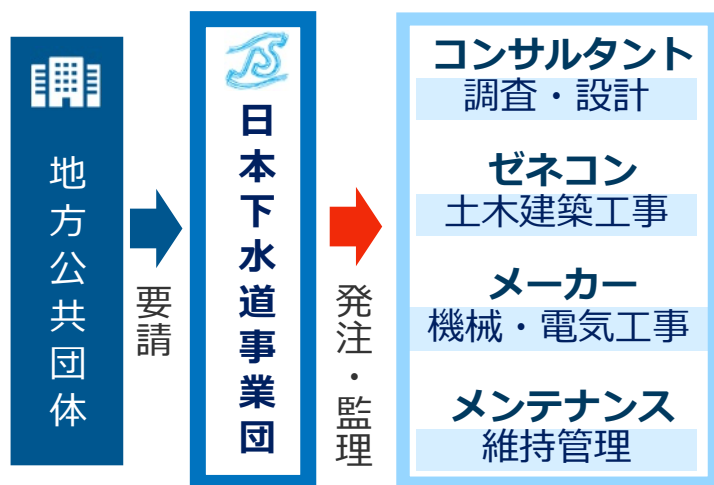 地方公共団体
要請
JS
日本下水道事業団
発注・監理
コンサルタント
調査・設計
ゼネコン
土木建築工事
メーカー
機械・電気工事
メンテナンス
維持管理